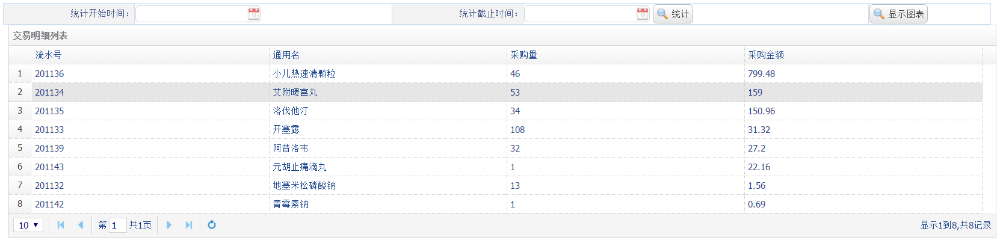 统计开始时间： 统计截止时间： 统计 显示图表
交易明细列表
流水号 通用名 采购量 采购金额
1 201136 小儿热速清颗粒 46 799.48
2 201134 艾附暖宫丸 53 159
3 201135 洛伐他汀 34 150.96
4 201133 开塞露 108 31.32
5 201139 阿昔洛韦 32 27.2
6 201143 元胡止痛滴丸 1 22.16
7 201132 地塞米松磷酸钠 13 1.56
8 201142 青霉素钠 1 0.69
10 第 1 共1页 显示1到8,共8记录